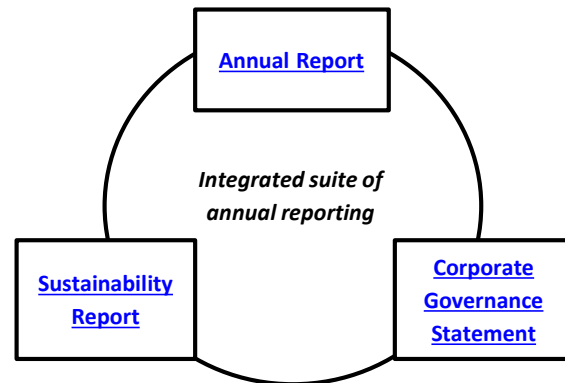 Annual Report
Integrated suite of
annual reporting
Sustainability
Report
Corporate
Governance
Statement